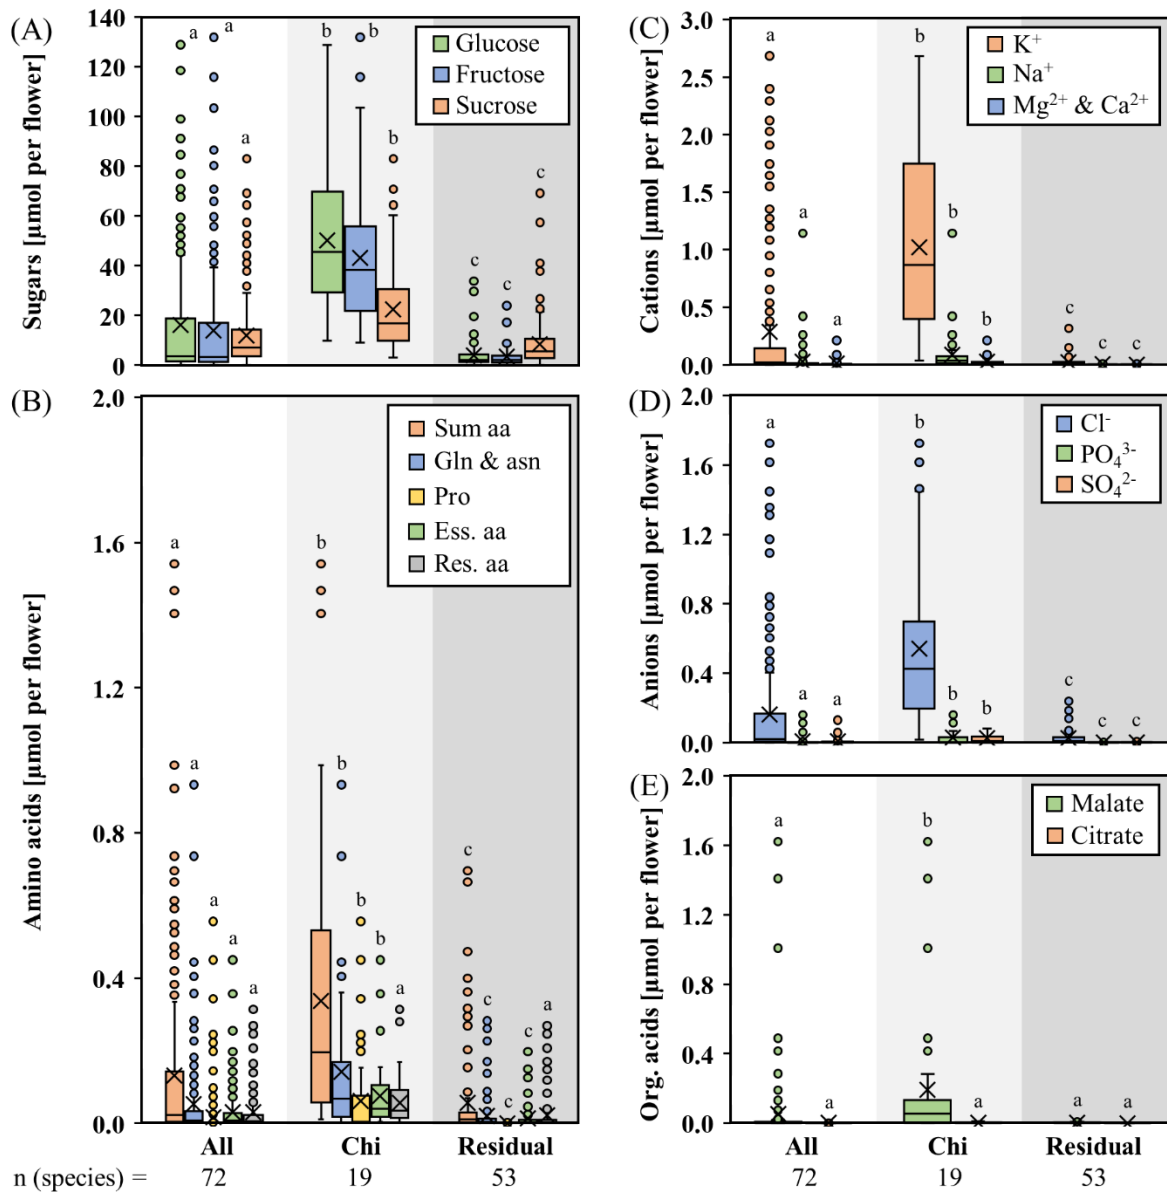 (A)
Sugars [µmol per flower]
140
120
100
80
60
40
20
0
a a a b b b c c c
Glucose
Fructose
Sucrose
(B)
Amino acids [µmol per flower]
2.0
1.6
1.2
0.8
0.4
0.0
a a a a a b b b b a c c c c a
Sum aa
Gln & asn
Pro
Ess. aa
Res. aa
All Chi Residual
n (species) = 72 19 53
(C)
Cations [µmol per flower]
3.0
2.5
2.0
1.5
1.0
0.5
0.0
a a a b b b c c c
K⁺
Na⁺
Mg²⁺ & Ca²⁺
(D)
Anions [µmol per flower]
2.0
1.6
1.2
0.8
0.4
0.0
a a a b b b c c c
Cl⁻
PO₄³⁻
SO₄²⁻
(E)
Org. acids [µmol per flower]
2.0
1.6
1.2
0.8
0.4
0.0
a a b a a a
Malate
Citrate
All Chi Residual
72 19 53